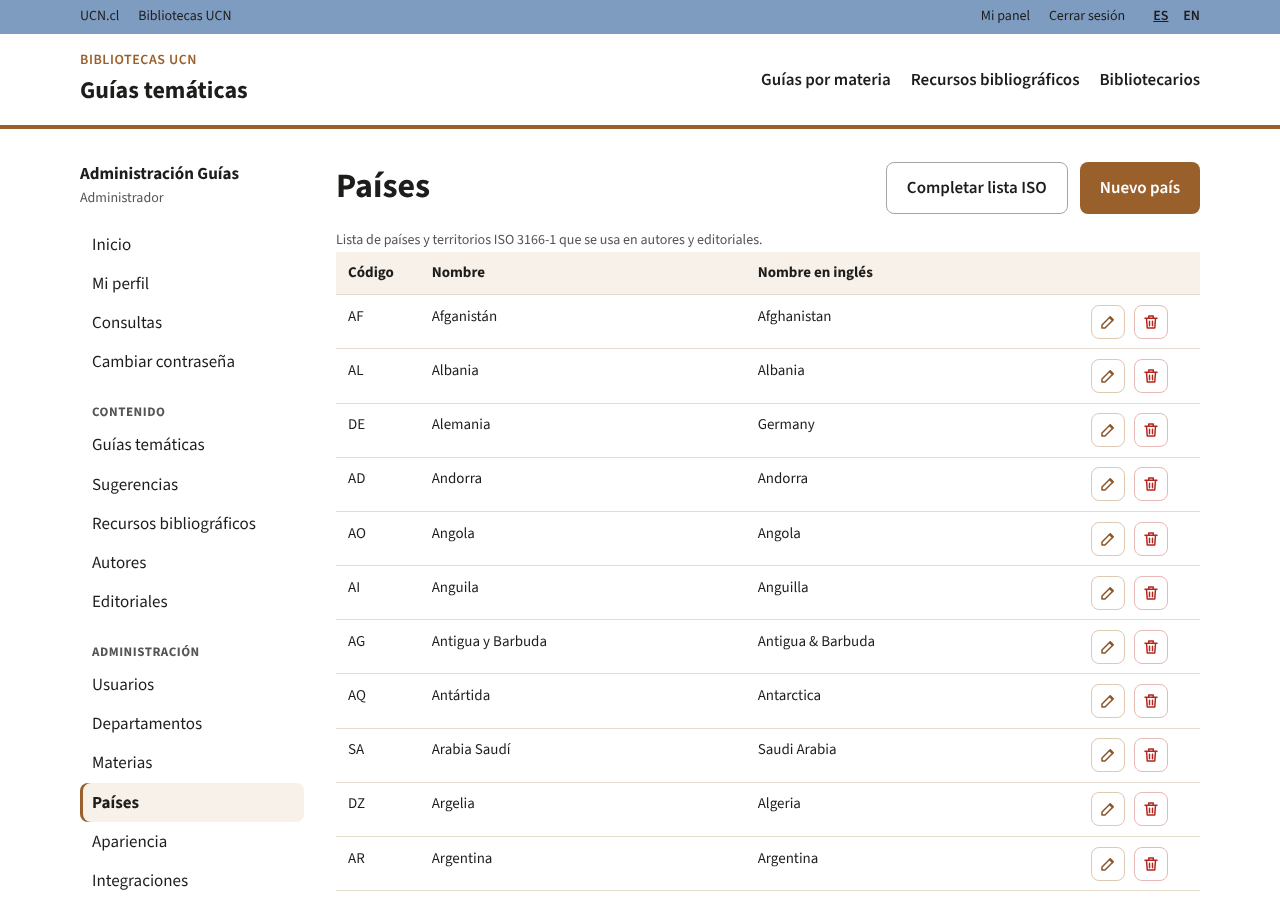 UCN.cl Bibliotecas UCN Mi panel Cerrar sesión ES EN
BIBLIOTECAS UCN
Guías temáticas
Guías por materia Recursos bibliográficos Bibliotecarios
Administración Guías
Administrador
Inicio
Mi perfil
Consultas
Cambiar contraseña
CONTENIDO
Guías temáticas
Sugerencias
Recursos bibliográficos
Autores
Editoriales
ADMINISTRACIÓN
Usuarios
Departamentos
Materias
Países
Apariencia
Integraciones
Países
Completar lista ISO Nuevo país
Lista de países y territorios ISO 3166-1 que se usa en autores y editoriales.
Código Nombre Nombre en inglés
AF Afganistán Afghanistan
AL Albania Albania
DE Alemania Germany
AD Andorra Andorra
AO Angola Angola
AI Anguila Anguilla
AG Antigua y Barbuda Antigua & Barbuda
AQ Antártida Antarctica
SA Arabia Saudí Saudi Arabia
DZ Argelia Algeria
AR Argentina Argentina